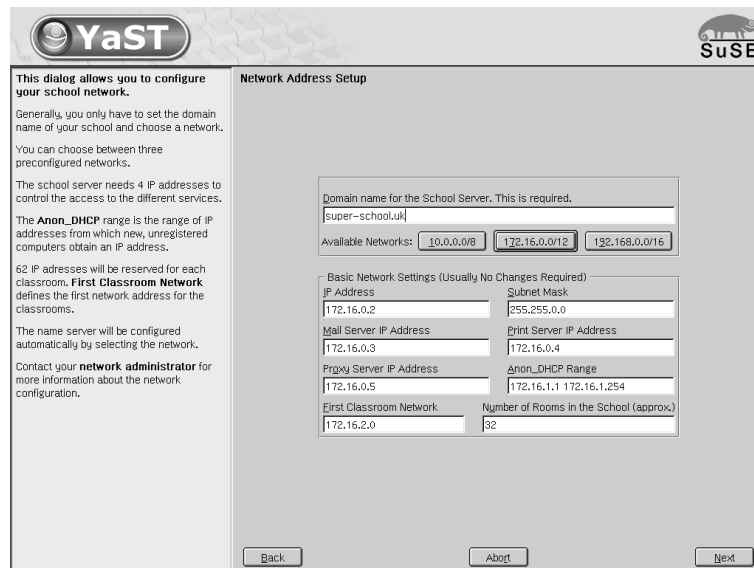 YaST
SuSE
This dialog allows you to configure
your school network.
Generally, you only have to set the domain
name of your school and choose a network.
You can choose between three
preconfigured networks.
The school server needs 4 IP addresses to
control the access to the different services.
The Anon_DHCP range is the range of IP
addresses from which new, unregistered
computers obtain an IP address.
62 IP adresses will be reserved for each
classroom. First Classroom Network
defines the first network address for the
classrooms.
The name server will be configured
automatically by selecting the network.
Contact your network administrator for
more information about the network
configuration.
Network Address Setup
Domain name for the School Server. This is required.
super-school.uk
Available Networks: 10.0.0.0/8 172.16.0.0/12 192.168.0.0/16
Basic Network Settings (Usually No Changes Required)
IP Address Subnet Mask
172.16.0.2 255.255.0.0
Mail Server IP Address Print Server IP Address
172.16.0.3 172.16.0.4
Proxy Server IP Address Anon_DHCP Range
172.16.0.5 172.16.1.1 172.16.1.254
First Classroom Network Number of Rooms in the School (approx.)
172.16.2.0 32
Back Abort Next